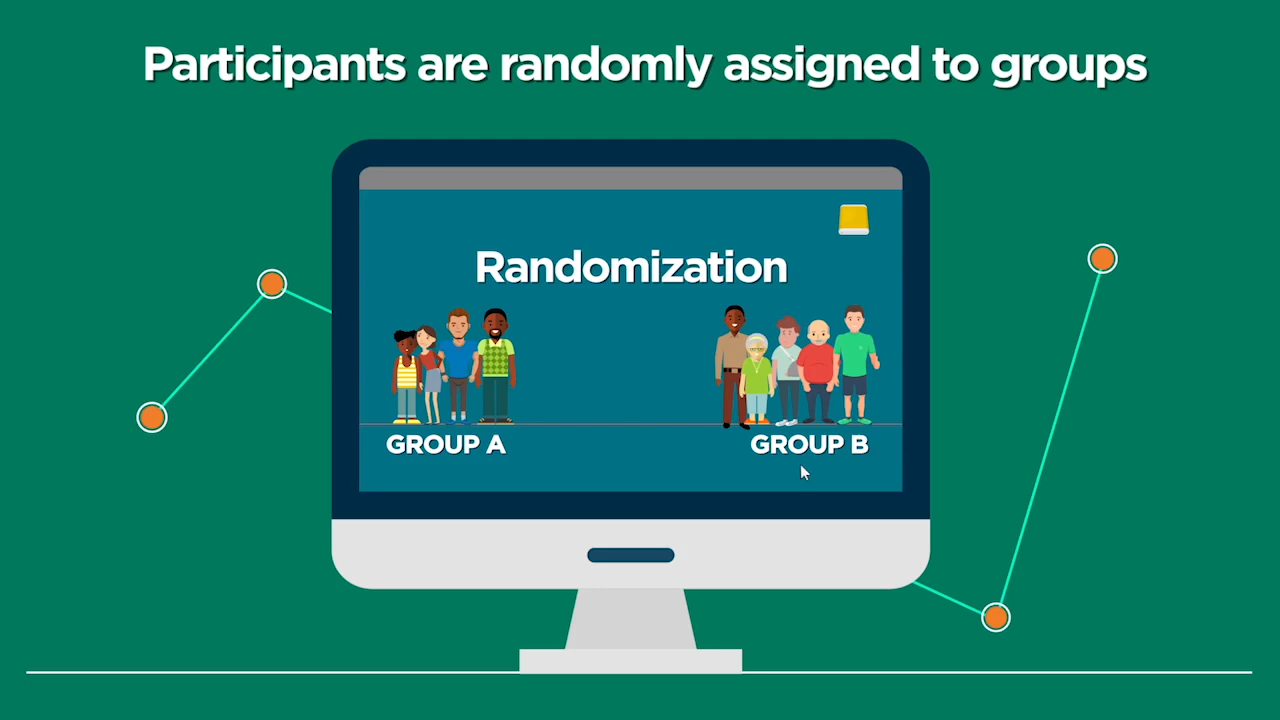 Participants are randomly assigned to groups
Randomization
GROUP A
GROUP B